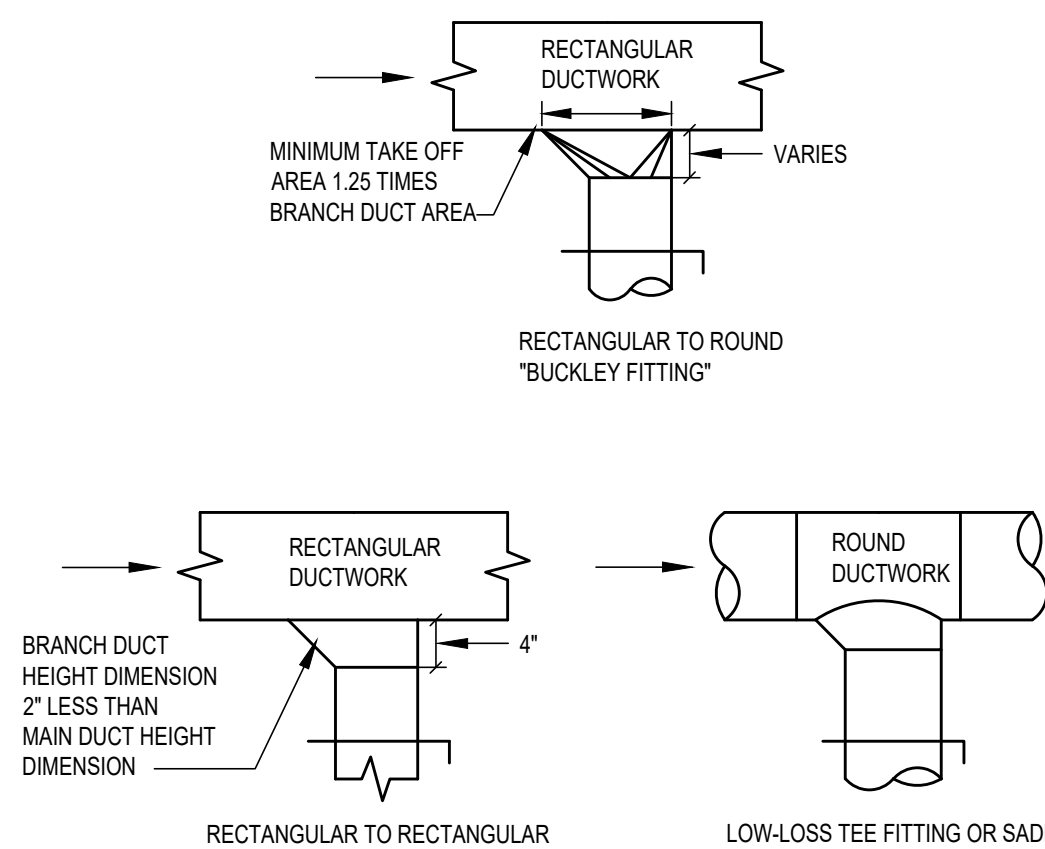 RECTANGULAR
DUCTWORK
MINIMUM TAKE OFF
AREA 1.25 TIMES
BRANCH DUCT AREA
VARIES
RECTANGULAR TO ROUND
"BUCKLEY FITTING"
RECTANGULAR
DUCTWORK
BRANCH DUCT
HEIGHT DIMENSION
2" LESS THAN
MAIN DUCT HEIGHT
DIMENSION
4"
RECTANGULAR TO RECTANGULAR
ROUND
DUCTWORK
LOW-LOSS TEE FITTING OR